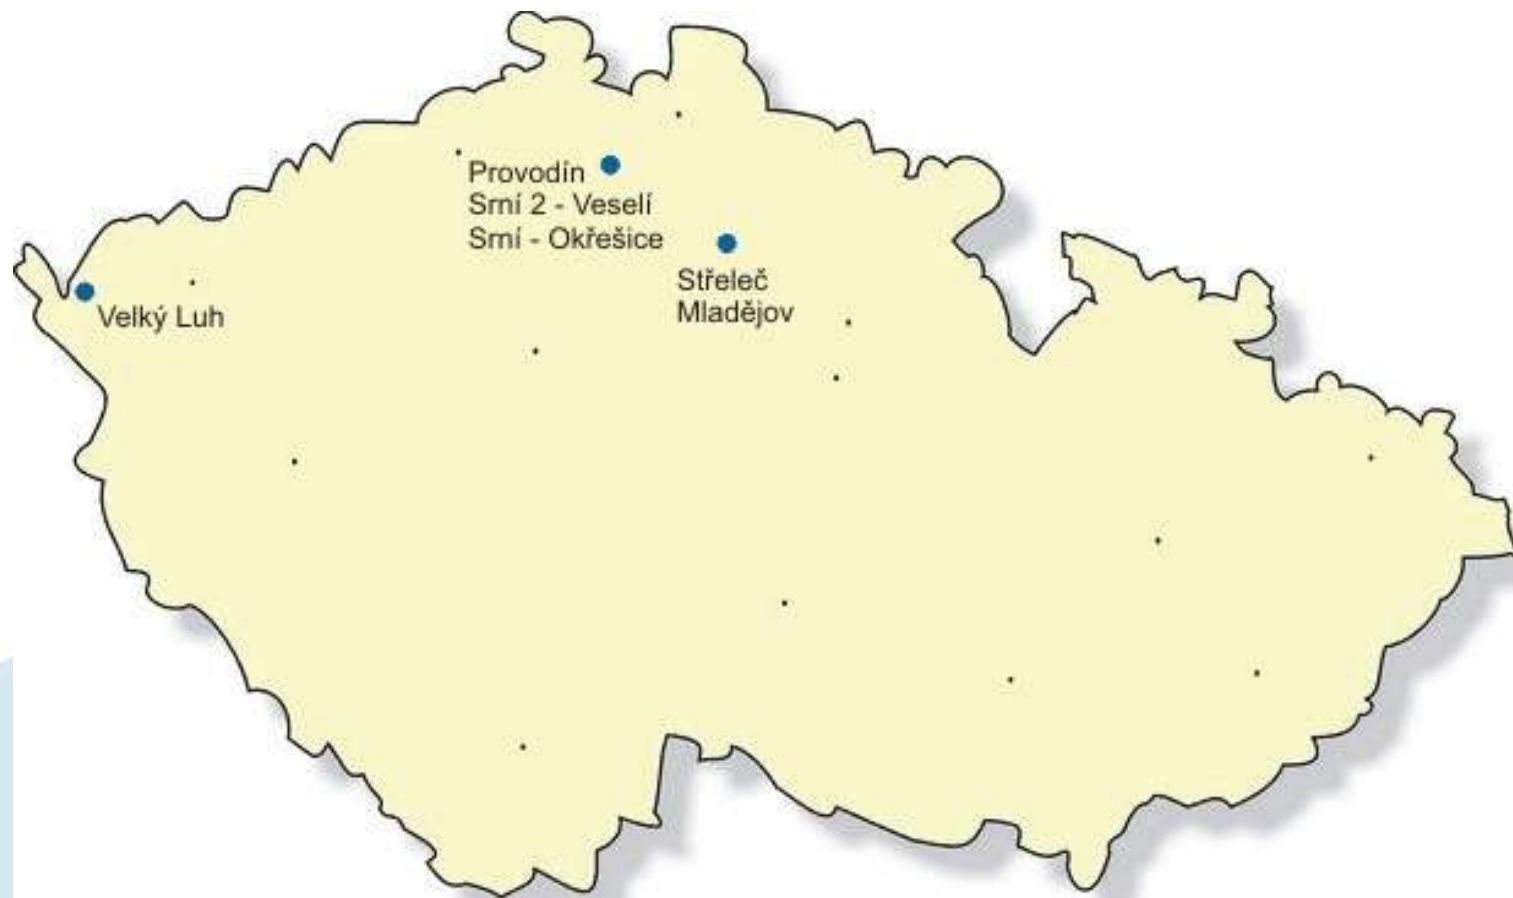 Provodín
Srní 2 - Veselí
Srní - Okřešice
Střeleč
Mladějov
Velký Luh